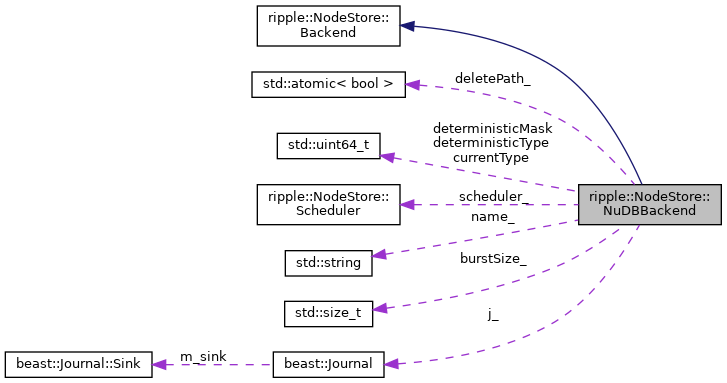 ripple::NodeStore::
Backend
std::atomic< bool >
deletePath_
std::uint64_t
deterministicMask
deterministicType
currentType
ripple::NodeStore::
Scheduler
scheduler_
ripple::NodeStore::
NuDBBackend
name_
std::string
burstSize_
std::size_t
j_
beast::Journal::Sink
m_sink
beast::Journal